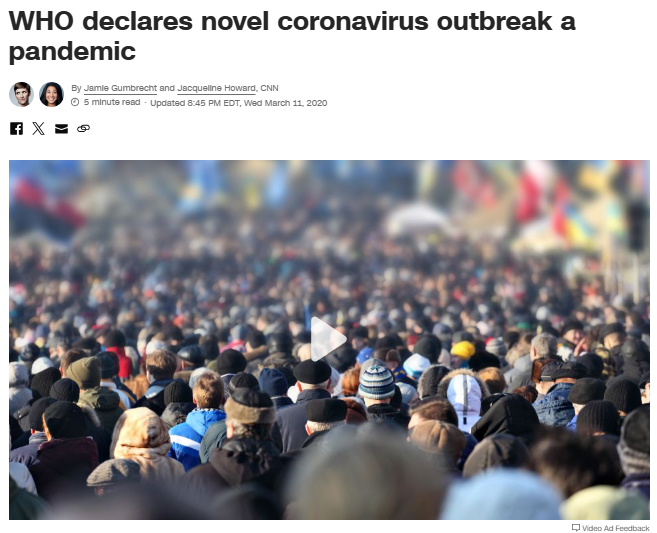 WHO declares novel coronavirus outbreak a
pandemic
By Jamie Gumbrecht and Jacqueline Howard, CNN
5 minute read · Updated 8:45 PM EDT, Wed March 11, 2020
Video Ad Feedback